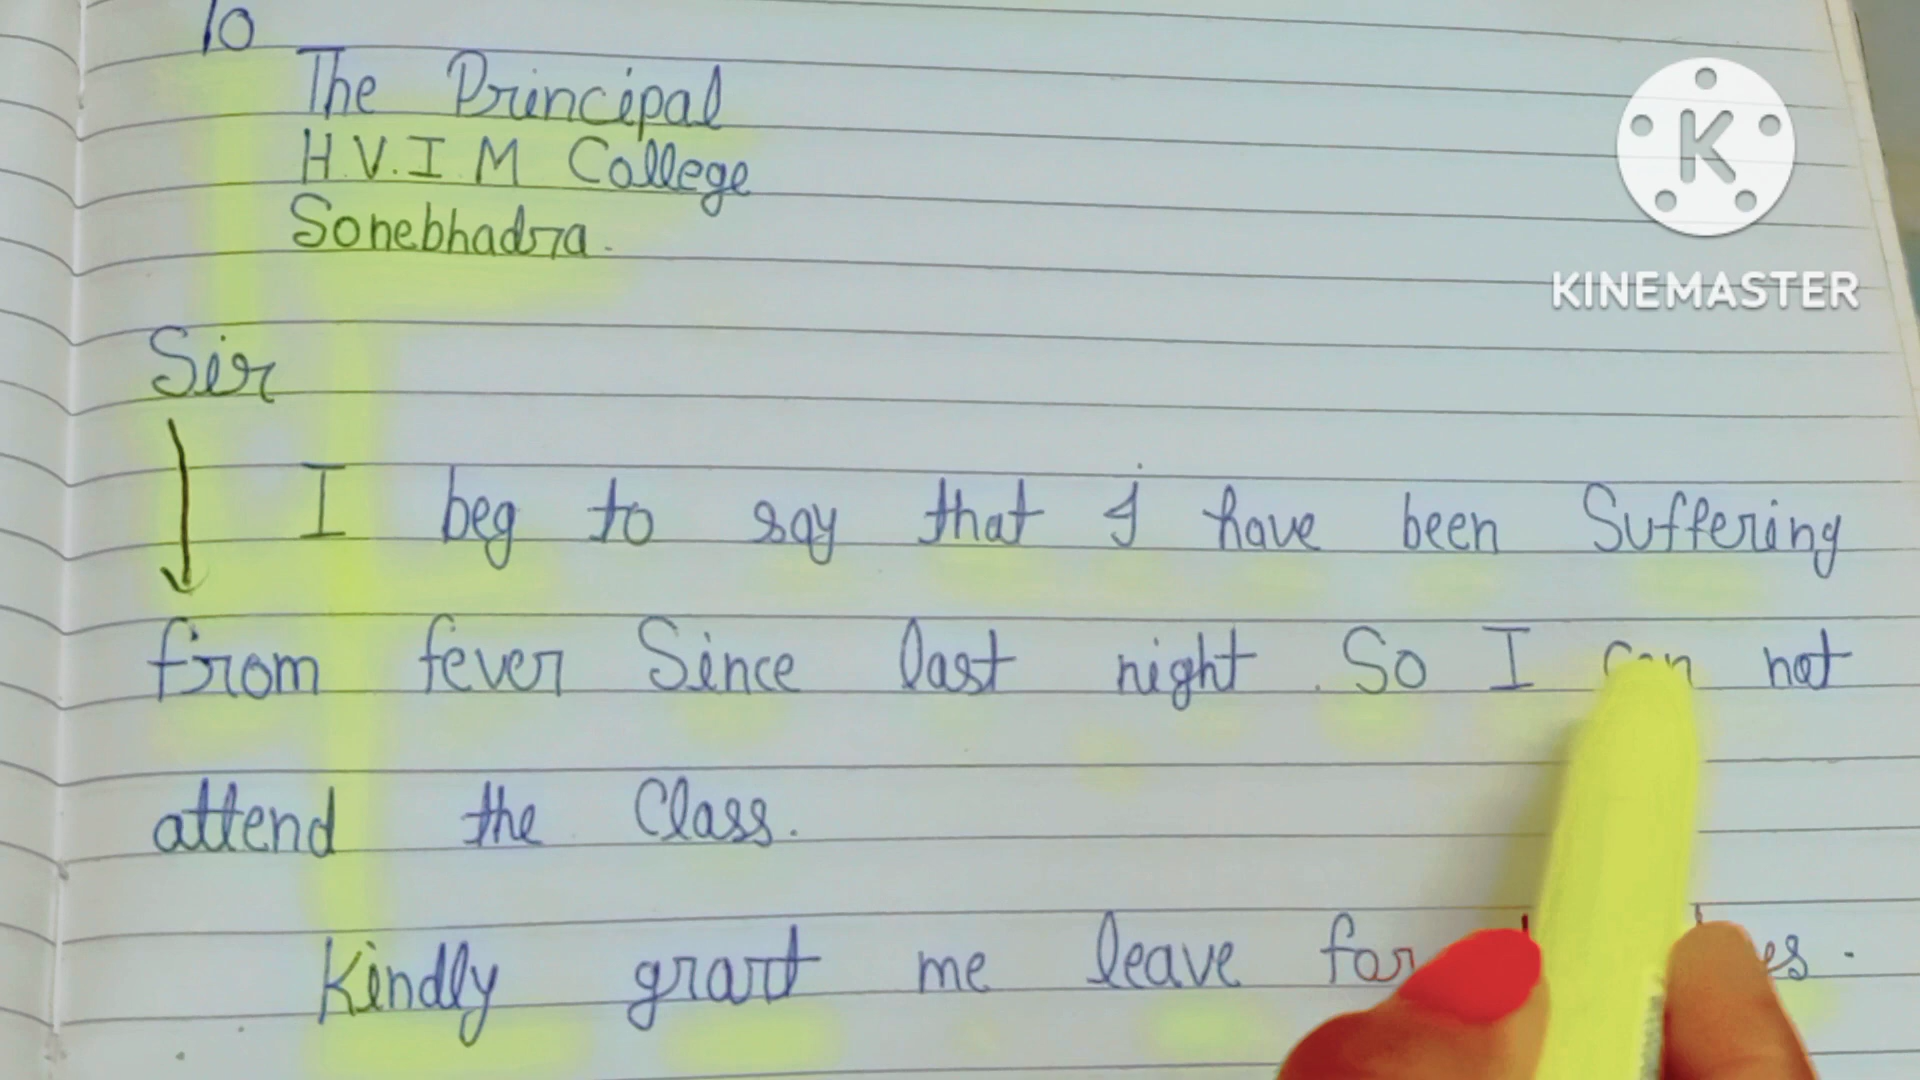 To
The Principal
H.V.I.M College
Sonebhadra.
KINEMASTER
Sir
I beg to say that I have been Suffering
from fever Since last night. So I can not
attend the Class.
Kindly grant me leave for